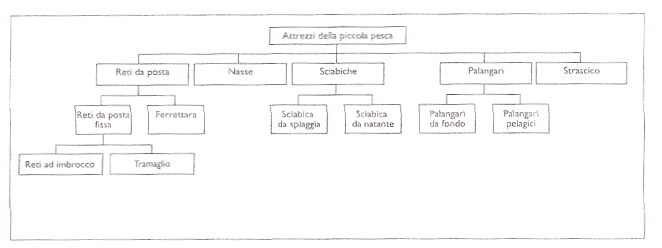 Attrezzi della piccola pesca
Reti da posta
Nasse
Sciabiche
Palangari
Strascico
Reti da posta
fissa
Ferrettara
Sciabica
da spiaggia
Sciabica
da natante
Palangari
da fondo
Palangari
pelagici
Reti ad imbrocco
Tramaglio